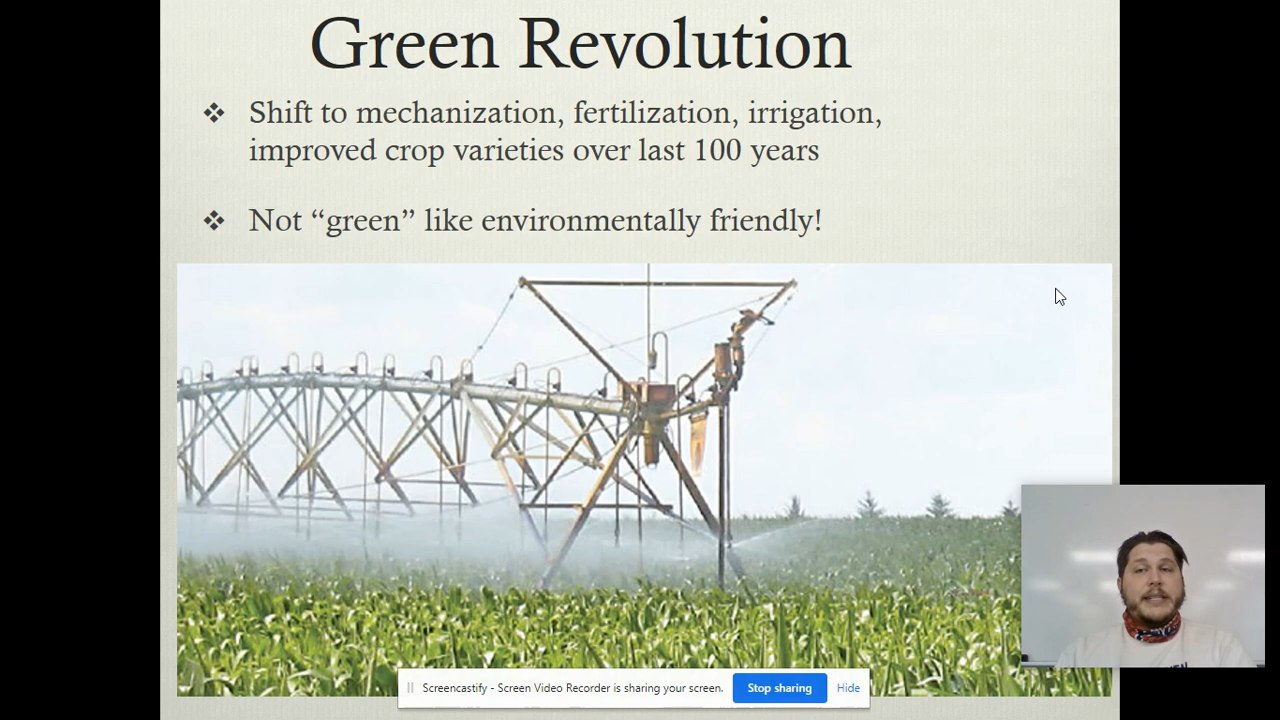 Green Revolution
❖ Shift to mechanization, fertilization, irrigation,
improved crop varieties over last 100 years
❖ Not “green” like environmentally friendly!
Screencastify - Screen Video Recorder is sharing your screen. Stop sharing Hide